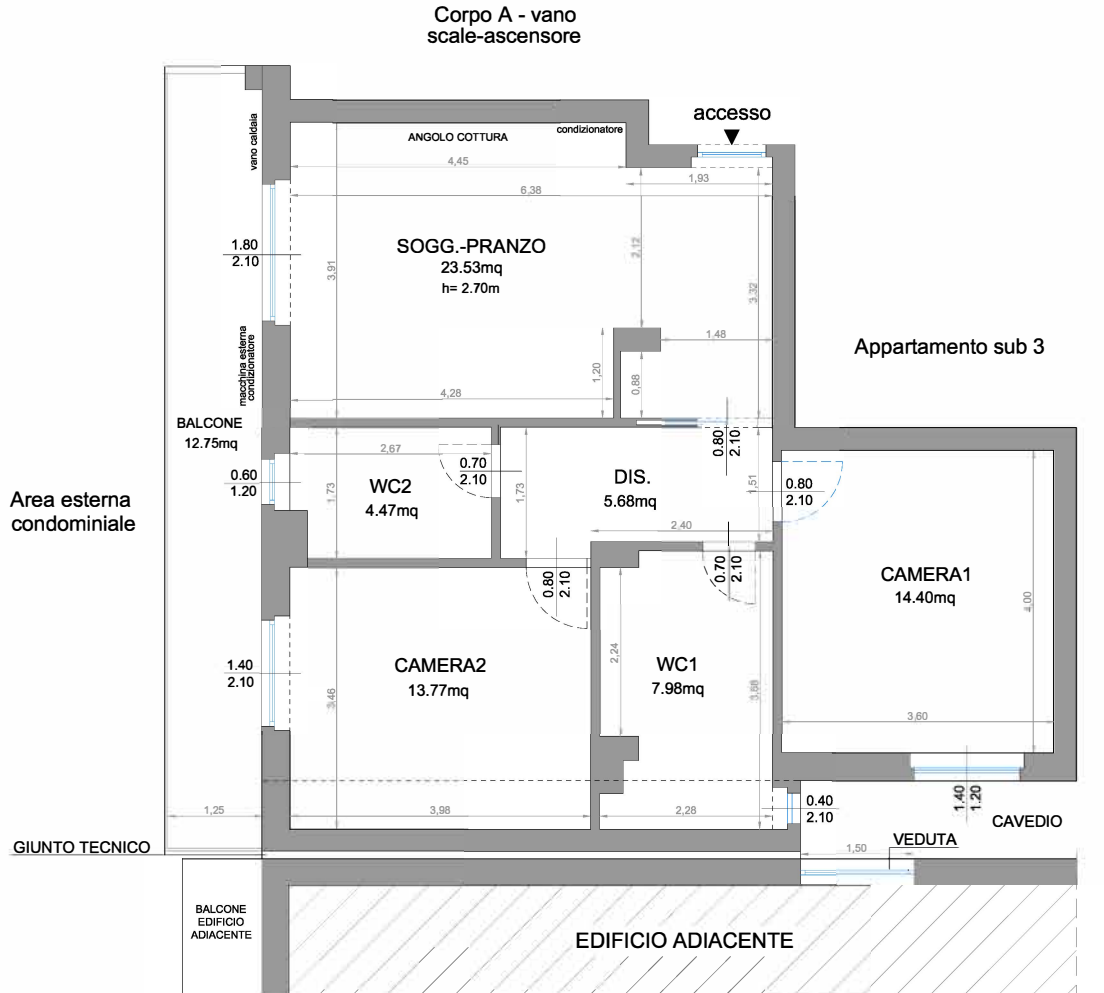 Corpo A - vano
scale-ascensore
accesso
ANGOLO COTTURA
condizionatore
vano caldaia
4,45
1,93
6,38
SOGG.-PRANZO
23.53mq
h= 2.70m
1.80
2.10
3,91
2,12
3,32
1,48
1,20
0,88
4,28
macchina esterna
condizionatore
Appartamento sub 3
BALCONE
12.75mq
0.80
2.10
2,67
0.70
2.10
WC2
4.47mq
1,73
1,73
0.60
1.20
DIS.
5.68mq
1,51
2,40
0.80
2.10
Area esterna
condominiale
0.80
2.10
0.70
2.10
CAMERA1
14.40mq
4,00
3,60
CAMERA2
13.77mq
3,46
3,98
1.40
2.10
WC1
7.98mq
2,24
3,68
2,28
0.40
2.10
1.40
1.20
CAVEDIO
1,25
GIUNTO TECNICO
1,50
VEDUTA
BALCONE
EDIFICIO
ADIACENTE
EDIFICIO ADIACENTE